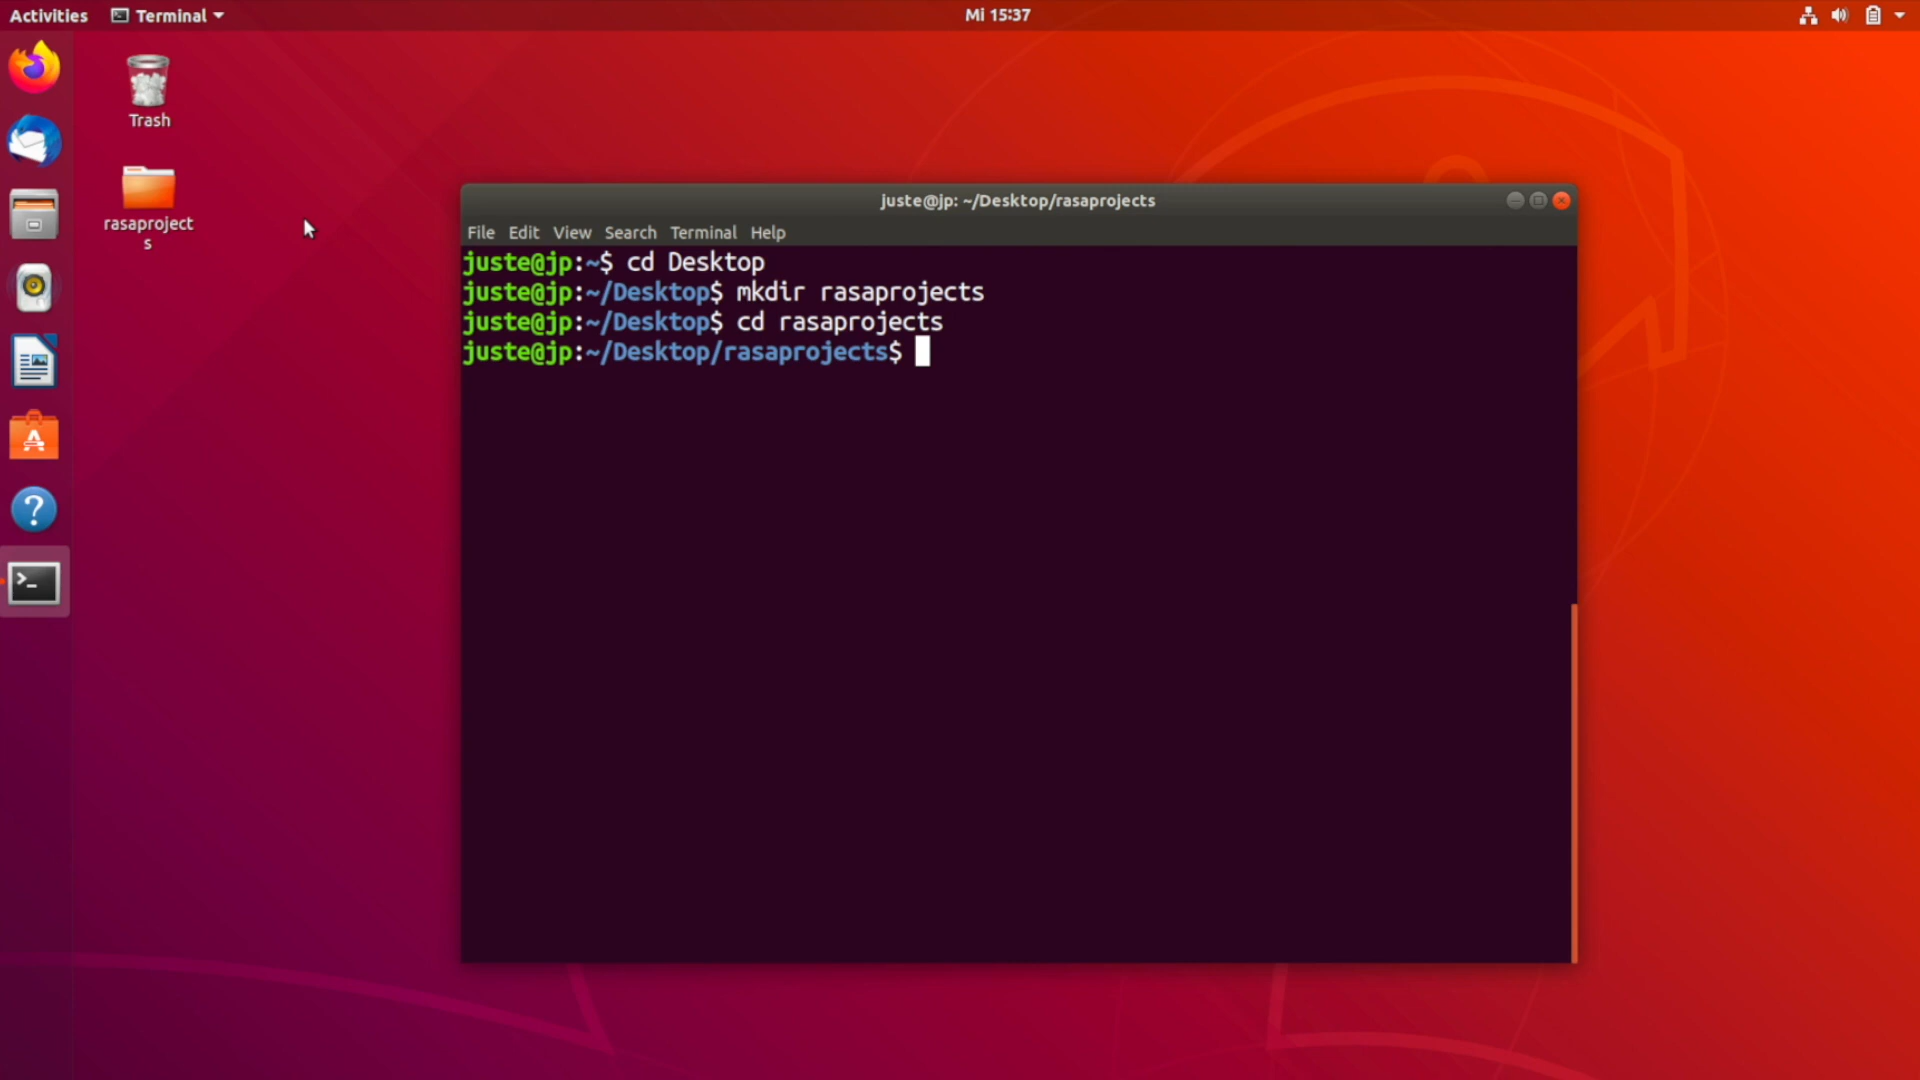 Activities Terminal Mi 15:37
Trash
rasaproject
s
juste@jp: ~/Desktop/rasaprojects
File Edit View Search Terminal Help
juste@jp:~$ cd Desktop
juste@jp:~/Desktop$ mkdir rasaprojects
juste@jp:~/Desktop$ cd rasaprojects
juste@jp:~/Desktop/rasaprojects$